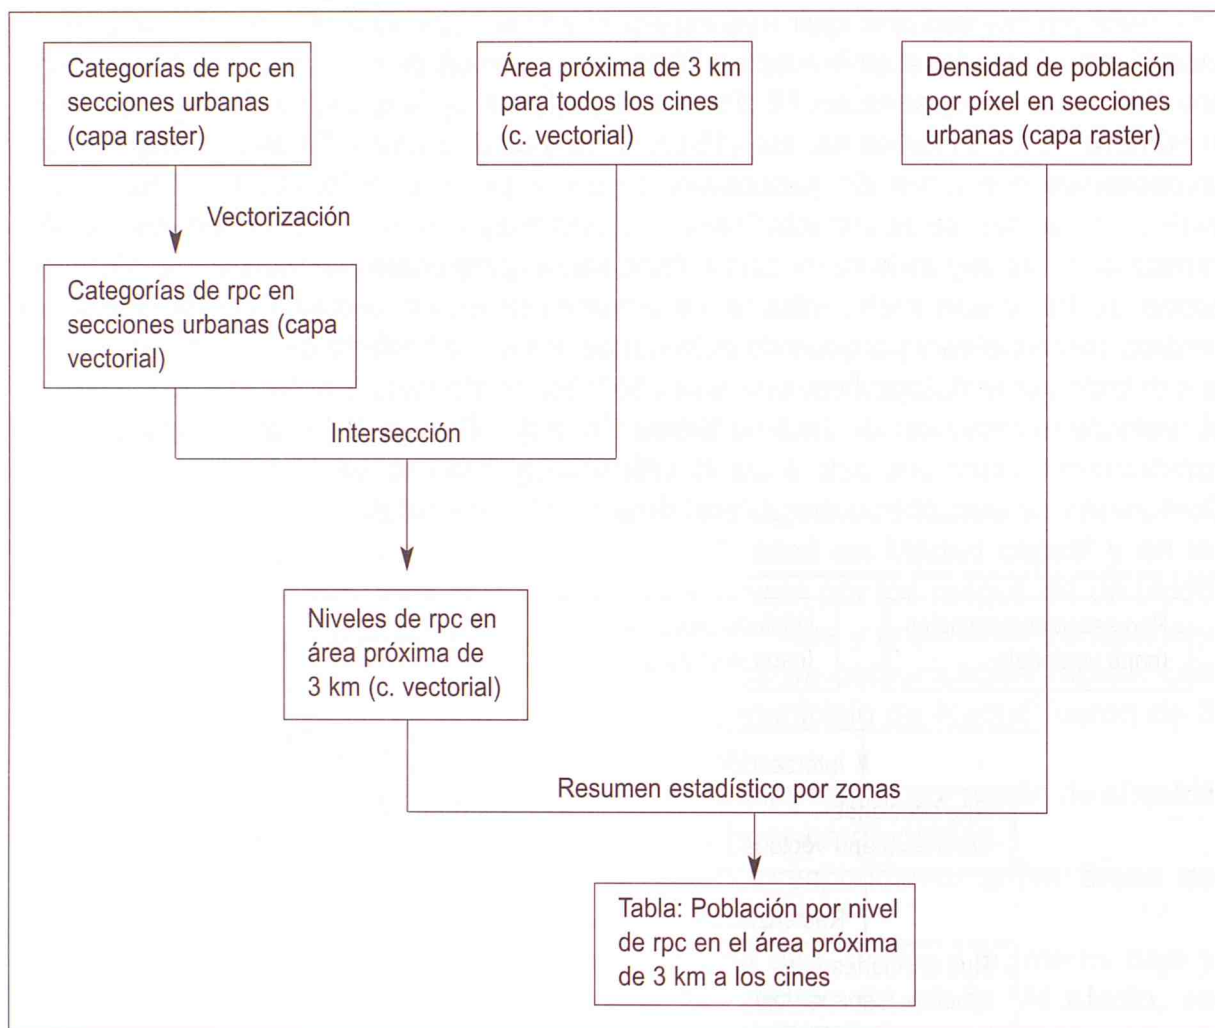 Categorías de rpc en
secciones urbanas
(capa raster)
Área próxima de 3 km
para todos los cines
(c. vectorial)
Densidad de población
por píxel en secciones
urbanas (capa raster)
Vectorización
Categorías de rpc en
secciones urbanas (capa
vectorial)
Intersección
Niveles de rpc en
área próxima de
3 km (c. vectorial)
Resumen estadístico por zonas
Tabla: Población por nivel
de rpc en el área próxima
de 3 km a los cines